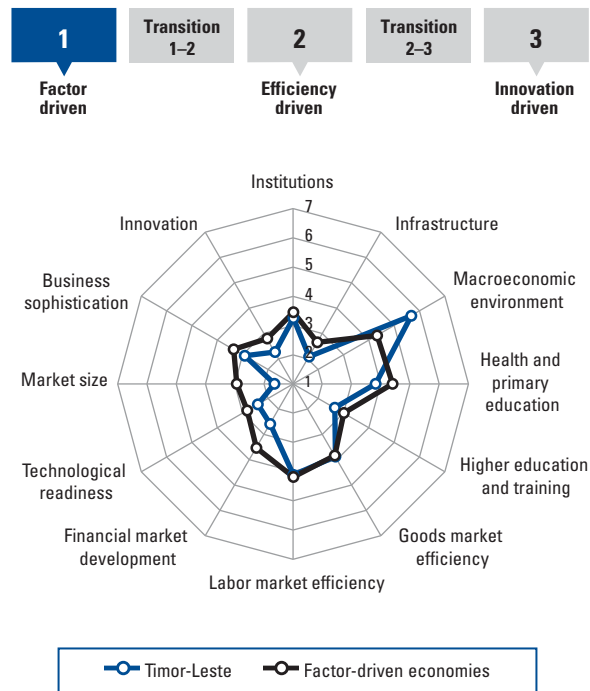 1
Transition
1–2
2
Transition
2–3
3
Factor
driven
Efficiency
driven
Innovation
driven
Institutions
7
Innovation
6
Infrastructure
5
Business
sophistication
4
Macroeconomic
environment
3
2
Market size
1
Health and
primary
education
Technological
readiness
Higher education
and training
Financial market
development
Goods market
efficiency
Labor market efficiency
Timor-Leste
Factor-driven economies